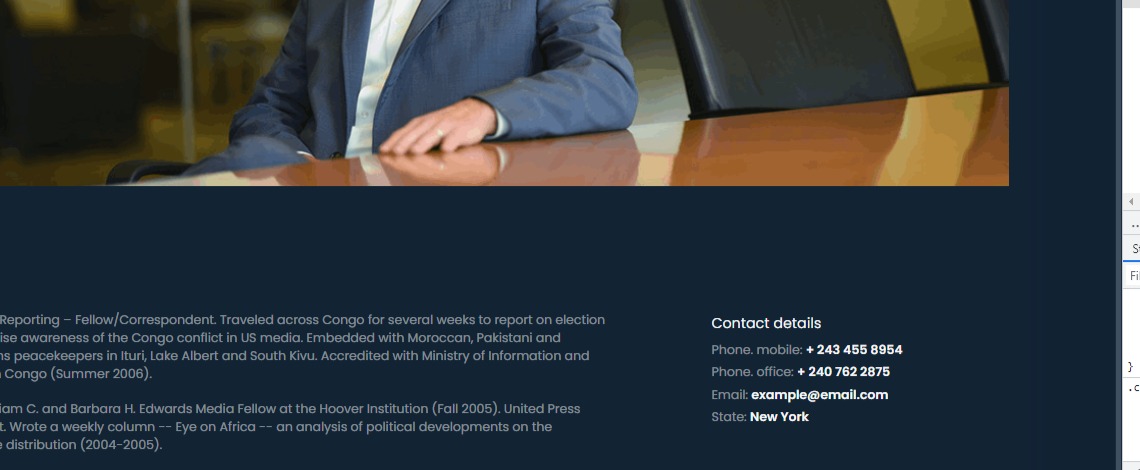 Reporting – Fellow/Correspondent. Traveled across Congo for several weeks to report on election
ise awareness of the Congo conflict in US media. Embedded with Moroccan, Pakistani and
ns peacekeepers in Ituri, Lake Albert and South Kivu. Accredited with Ministry of Information and
Congo (Summer 2006).
iam C. and Barbara H. Edwards Media Fellow at the Hoover Institution (Fall 2005). United Press
t. Wrote a weekly column -- Eye on Africa -- an analysis of political developments on the
e distribution (2004-2005).
Contact details
Phone. mobile: + 243 455 8954
Phone. office: + 240 762 2875
Email: example@email.com
State: New York
..
St
Fil
}
.c